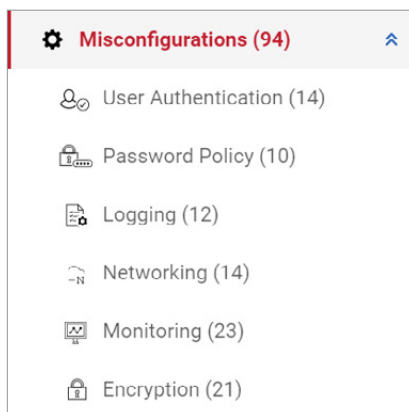 Misconfigurations (94)
User Authentication (14)
Password Policy (10)
Logging (12)
Networking (14)
Monitoring (23)
Encryption (21)